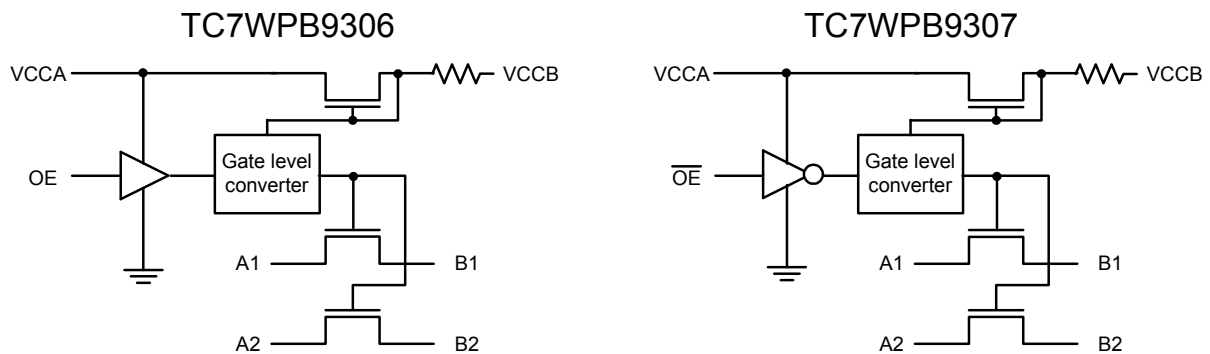 TC7WPB9306
VCCA
VCCB
OE
Gate level
converter
A1
B1
A2
B2
TC7WPB9307
VCCA
VCCB
O̅E̅
Gate level
converter
A1
B1
A2
B2